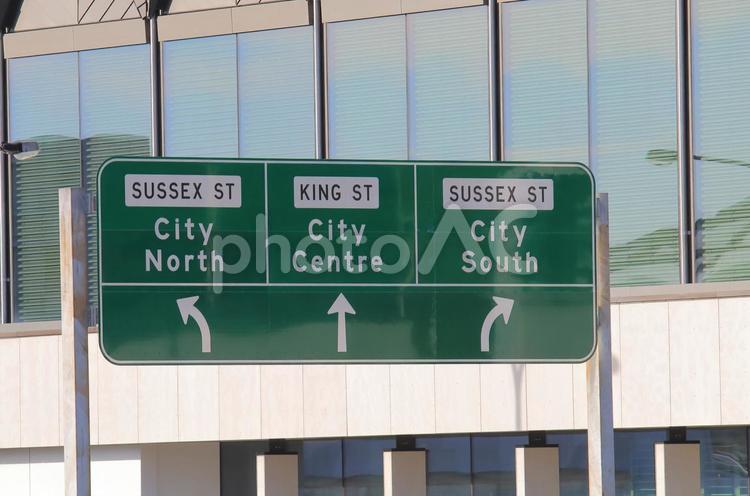 SUSSEX ST
City
North
KING ST
City
Centre
SUSSEX ST
City
South
photoAC